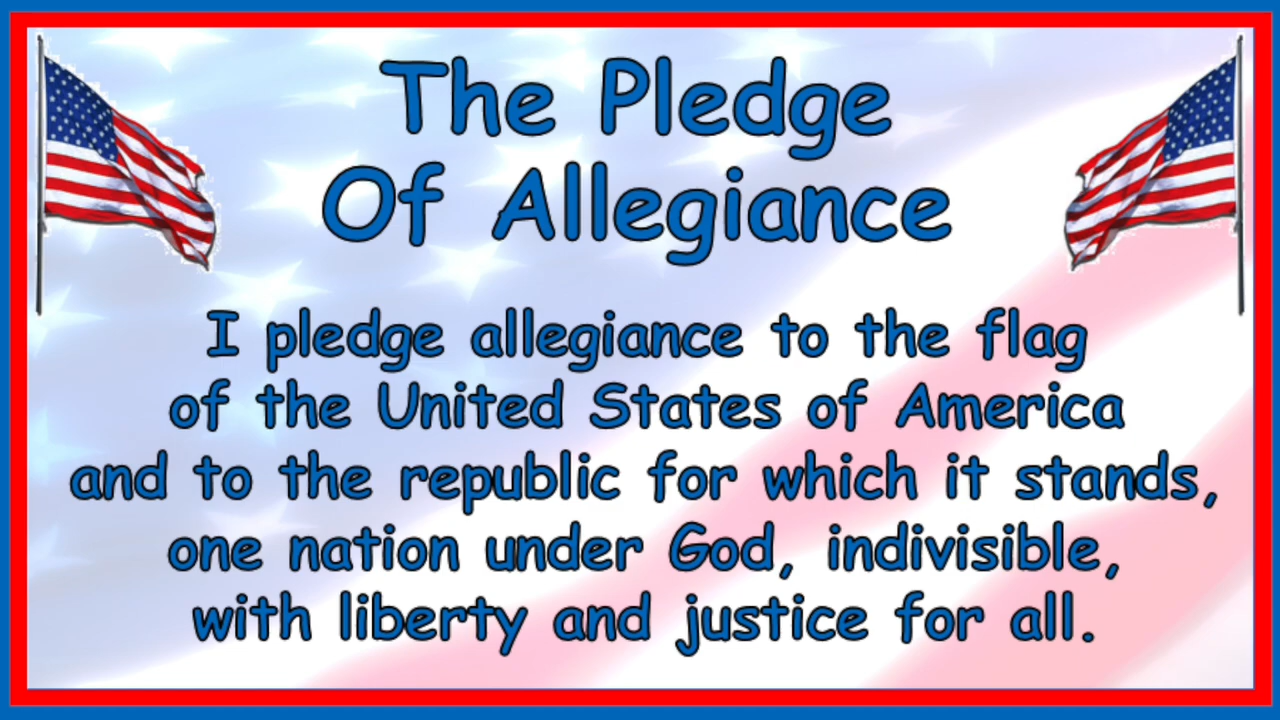 The Pledge
Of Allegiance
I pledge allegiance to the flag
of the United States of America
and to the republic for which it stands,
one nation under God, indivisible,
with liberty and justice for all.